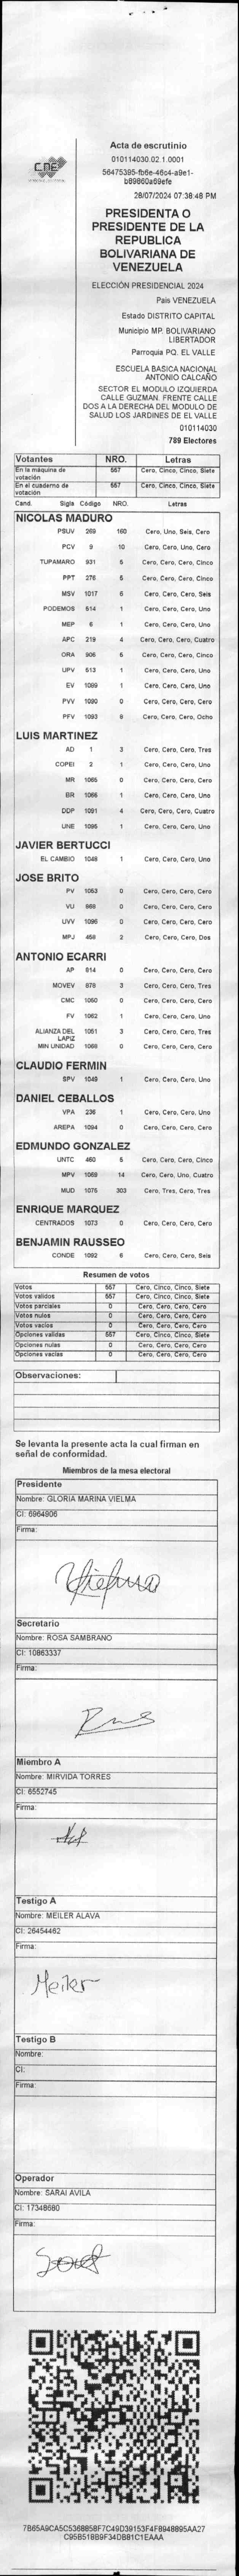 CNE
Acta de escrutinio
010114030.02.1.0001
56475395-fb6e-46c4-a9e1-
b89860a69efe
28/07/2024 07:38:48 PM
PRESIDENTA O
PRESIDENTE DE LA
REPUBLICA
BOLIVARIANA DE
VENEZUELA
ELECCIÓN PRESIDENCIAL 2024
País VENEZUELA
Estado DISTRITO CAPITAL
Municipio MP. BOLIVARIANO
LIBERTADOR
Parroquia PQ. EL VALLE
ESCUELA BASICA NACIONAL
ANTONIO CALCAÑO
SECTOR EL MODULO IZQUIERDA
CALLE GUZMAN. FRENTE CALLE
DOS A LA DERECHA DEL MODULO DE
SALUD LOS JARDINES DE EL VALLE
010114030
789 Electores
Votantes NRO. Letras
En la máquina de votación 557 Cero, Cinco, Cinco, Siete
En el cuaderno de votación 557 Cero, Cinco, Cinco, Siete
Cand. Sigla Código NRO. Letras
NICOLAS MADURO
PSUV 269 160 Cero, Uno, Seis, Cero
PCV 9 10 Cero, Cero, Uno, Cero
TUPAMARO 931 5 Cero, Cero, Cero, Cinco
PPT 276 5 Cero, Cero, Cero, Cinco
MSV 1017 6 Cero, Cero, Cero, Seis
PODEMOS 514 1 Cero, Cero, Cero, Uno
MEP 6 1 Cero, Cero, Cero, Uno
APC 219 4 Cero, Cero, Cero, Cuatro
ORA 906 5 Cero, Cero, Cero, Cinco
UPV 513 1 Cero, Cero, Cero, Uno
EV 1089 1 Cero, Cero, Cero, Uno
PVV 1090 0 Cero, Cero, Cero, Cero
PFV 1093 8 Cero, Cero, Cero, Ocho
LUIS MARTINEZ
AD 1 3 Cero, Cero, Cero, Tres
COPEI 2 1 Cero, Cero, Cero, Uno
MR 1065 0 Cero, Cero, Cero, Cero
BR 1066 1 Cero, Cero, Cero, Uno
DDP 1091 4 Cero, Cero, Cero, Cuatro
UNE 1095 1 Cero, Cero, Cero, Uno
JAVIER BERTUCCI
EL CAMBIO 1048 1 Cero, Cero, Cero, Uno
JOSE BRITO
PV 1053 0 Cero, Cero, Cero, Cero
VU 868 0 Cero, Cero, Cero, Cero
UVV 1096 0 Cero, Cero, Cero, Cero
MPJ 458 2 Cero, Cero, Cero, Dos
ANTONIO ECARRI
AP 814 0 Cero, Cero, Cero, Cero
MOVEV 878 3 Cero, Cero, Cero, Tres
CMC 1050 0 Cero, Cero, Cero, Cero
FV 1062 1 Cero, Cero, Cero, Uno
ALIANZA DEL LAPIZ 1051 3 Cero, Cero, Cero, Tres
MIN UNIDAD 1068 0 Cero, Cero, Cero, Cero
CLAUDIO FERMIN
SPV 1049 1 Cero, Cero, Cero, Uno
DANIEL CEBALLOS
VPA 236 1 Cero, Cero, Cero, Uno
AREPA 1094 0 Cero, Cero, Cero, Cero
EDMUNDO GONZALEZ
UNTC 460 5 Cero, Cero, Cero, Cinco
MPV 1069 14 Cero, Cero, Uno, Cuatro
MUD 1075 303 Cero, Tres, Cero, Tres
ENRIQUE MARQUEZ
CENTRADOS 1073 0 Cero, Cero, Cero, Cero
BENJAMIN RAUSSEO
CONDE 1092 6 Cero, Cero, Cero, Seis
Resumen de votos
Votos 557 Cero, Cinco, Cinco, Siete
Votos validos 557 Cero, Cinco, Cinco, Siete
Votos parciales 0 Cero, Cero, Cero, Cero
Votos nulos 0 Cero, Cero, Cero, Cero
Votos vacios 0 Cero, Cero, Cero, Cero
Opciones validas 557 Cero, Cinco, Cinco, Siete
Opciones nulas 0 Cero, Cero, Cero, Cero
Opciones vacias 0 Cero, Cero, Cero, Cero
Observaciones:
Se levanta la presente acta la cual firman en
señal de conformidad.
Miembros de la mesa electoral
Presidente
Nombre: GLORIA MARINA VIELMA
CI: 6964906
Firma:
Secretario
Nombre: ROSA SAMBRANO
CI: 10863337
Firma:
Miembro A
Nombre: MIRVIDA TORRES
CI: 6552745
Firma:
Testigo A
Nombre: MEILER ALAVA
CI: 26454462
Firma:
Meiler
Testigo B
Nombre:
CI:
Firma:
Operador
Nombre: SARAI AVILA
CI: 17348680
Firma:
7B65A9CA5C5368858F7C49D39153F4F8948895AA27
C95B518B9F34DB81C1EAAA